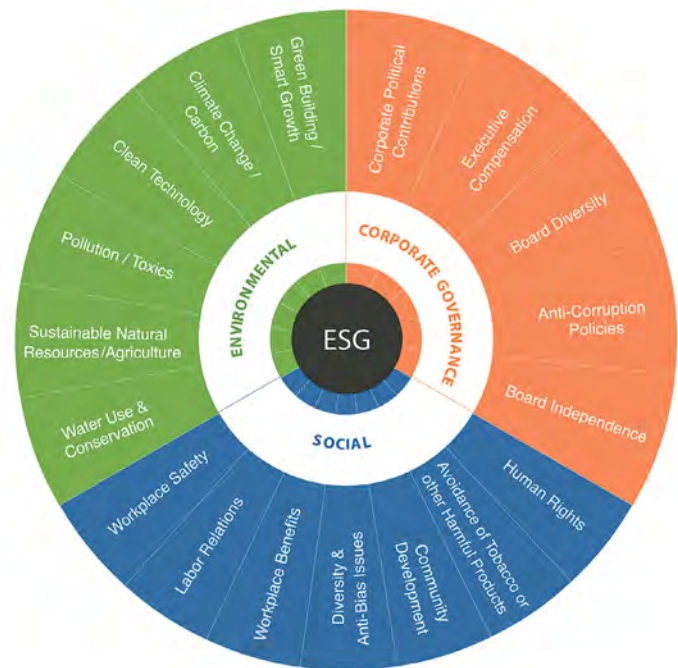 ESG
ENVIRONMENTAL
Green Building /
Smart Growth
Climate Change /
Carbon
Clean Technology
Pollution / Toxics
Sustainable Natural
Resources/Agriculture
Water Use &
Conservation
CORPORATE GOVERNANCE
Corporate Political
Contributions
Executive
Compensation
Board Diversity
Anti-Corruption
Policies
Board Independence
SOCIAL
Workplace Safety
Labor Relations
Workplace Benefits
Diversity &
Anti-Bias Issues
Community
Development
Avoidance of Tobacco or
other Harmful Products
Human Rights